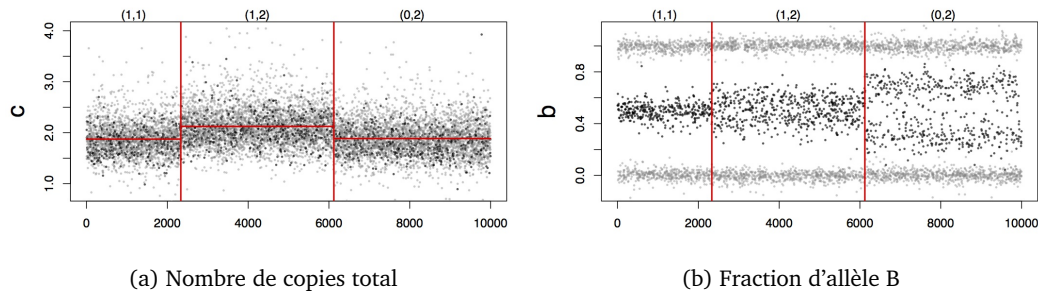 (1,1) (1,2) (0,2)
4.0
3.0
2.0
1.0
c
0 2000 4000 6000 8000 10000
(a) Nombre de copies total
(1,1) (1,2) (0,2)
0.8
0.4
0.0
b
0 2000 4000 6000 8000 10000
(b) Fraction d'allèle B